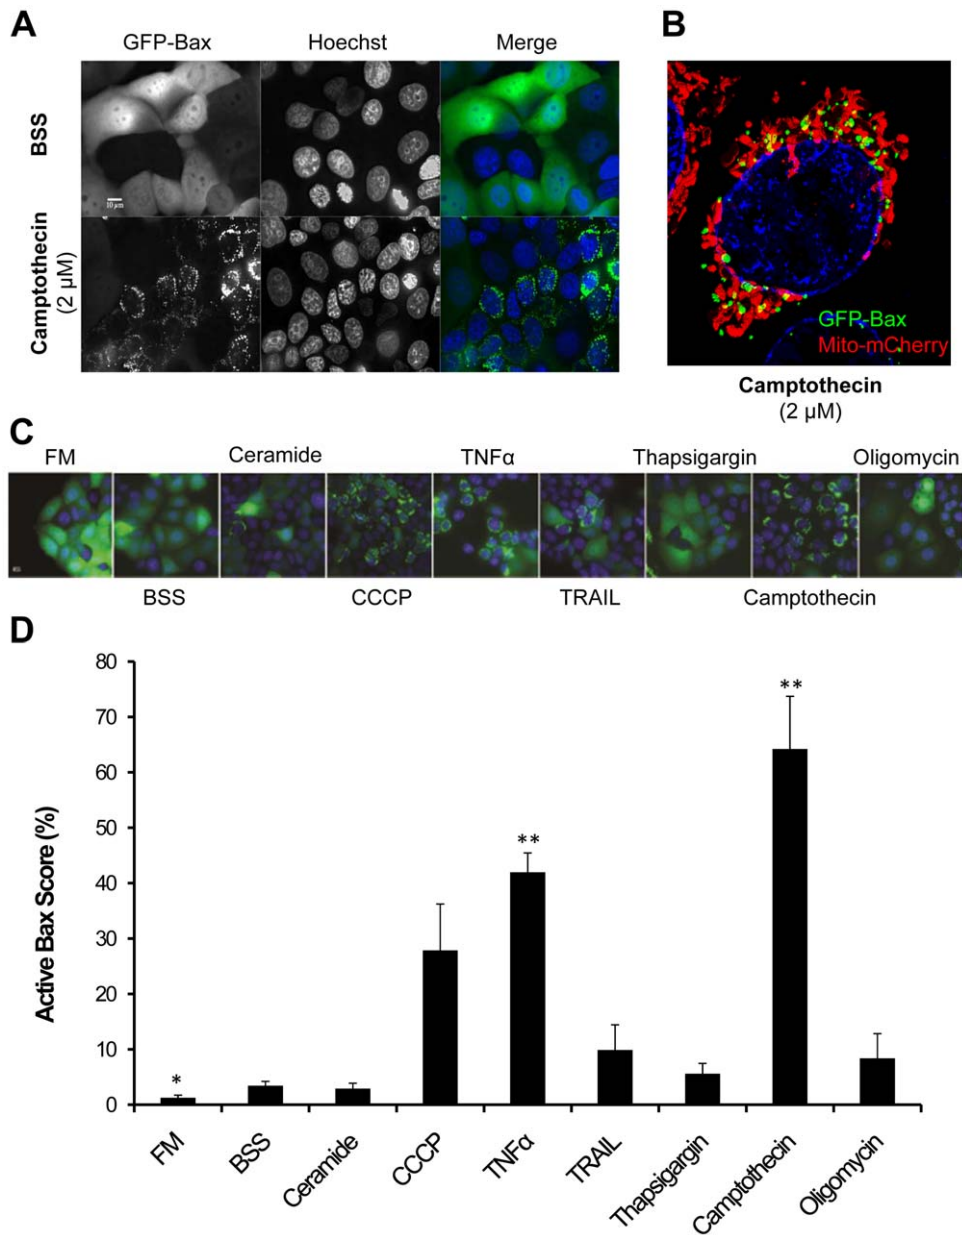 A
B
GFP-Bax Hoechst Merge
BSS
10 µm
Camptothecin
(2 µM)
GFP-Bax
Mito-mCherry
Camptothecin
(2 µM)
C
FM Ceramide TNFα Thapsigargin Oligomycin
BSS CCCP TRAIL Camptothecin
D
Active Bax Score (%)
80
70
60
50
40
30
20
10
0
*
**
**
FM BSS Ceramide CCCP TNFα TRAIL Thapsigargin Camptothecin Oligomycin